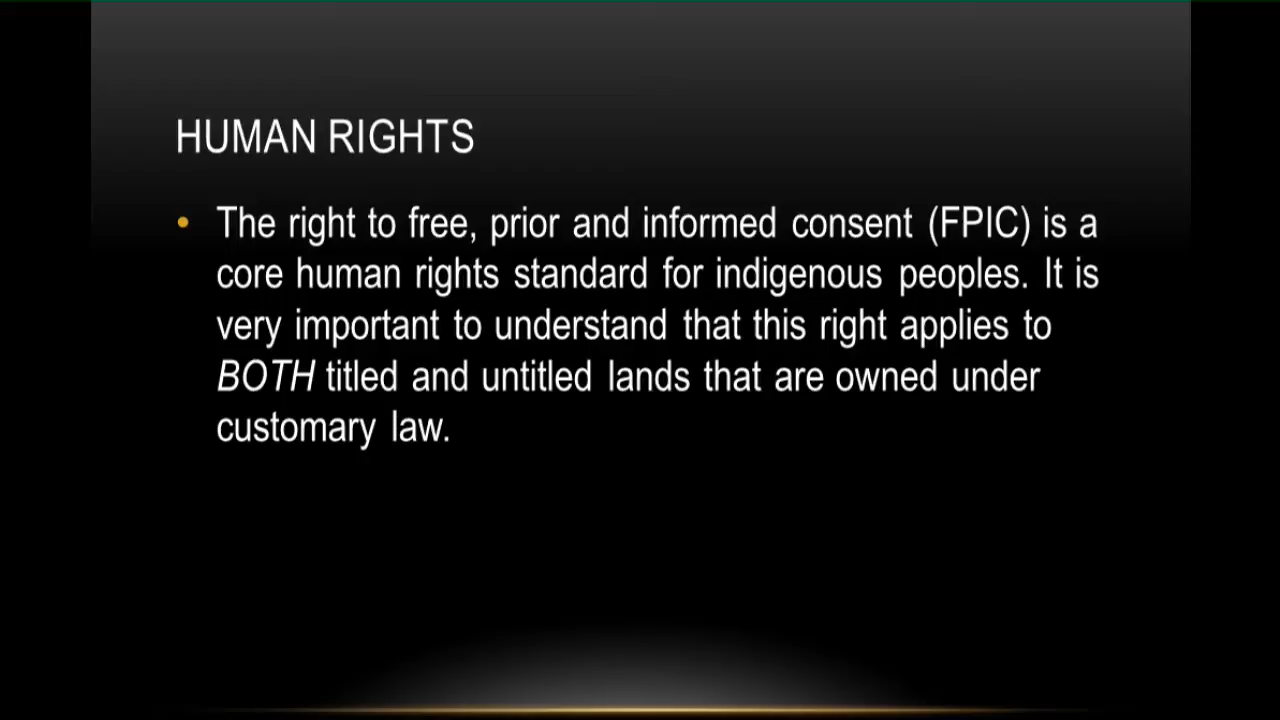 HUMAN RIGHTS
• The right to free, prior and informed consent (FPIC) is a
core human rights standard for indigenous peoples. It is
very important to understand that this right applies to
BOTH titled and untitled lands that are owned under
customary law.